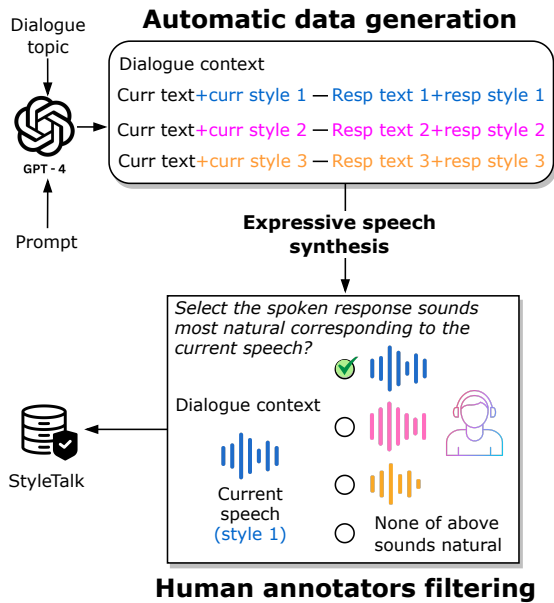 Automatic data generation
Dialogue
topic
GPT - 4
Prompt
Dialogue context
Curr text+curr style 1 — Resp text 1+resp style 1
Curr text+curr style 2 — Resp text 2+resp style 2
Curr text+curr style 3 — Resp text 3+resp style 3
Expressive speech
synthesis
Select the spoken response sounds
most natural corresponding to the
current speech?
Dialogue context
Current
speech
(style 1)
None of above
sounds natural
StyleTalk
Human annotators filtering